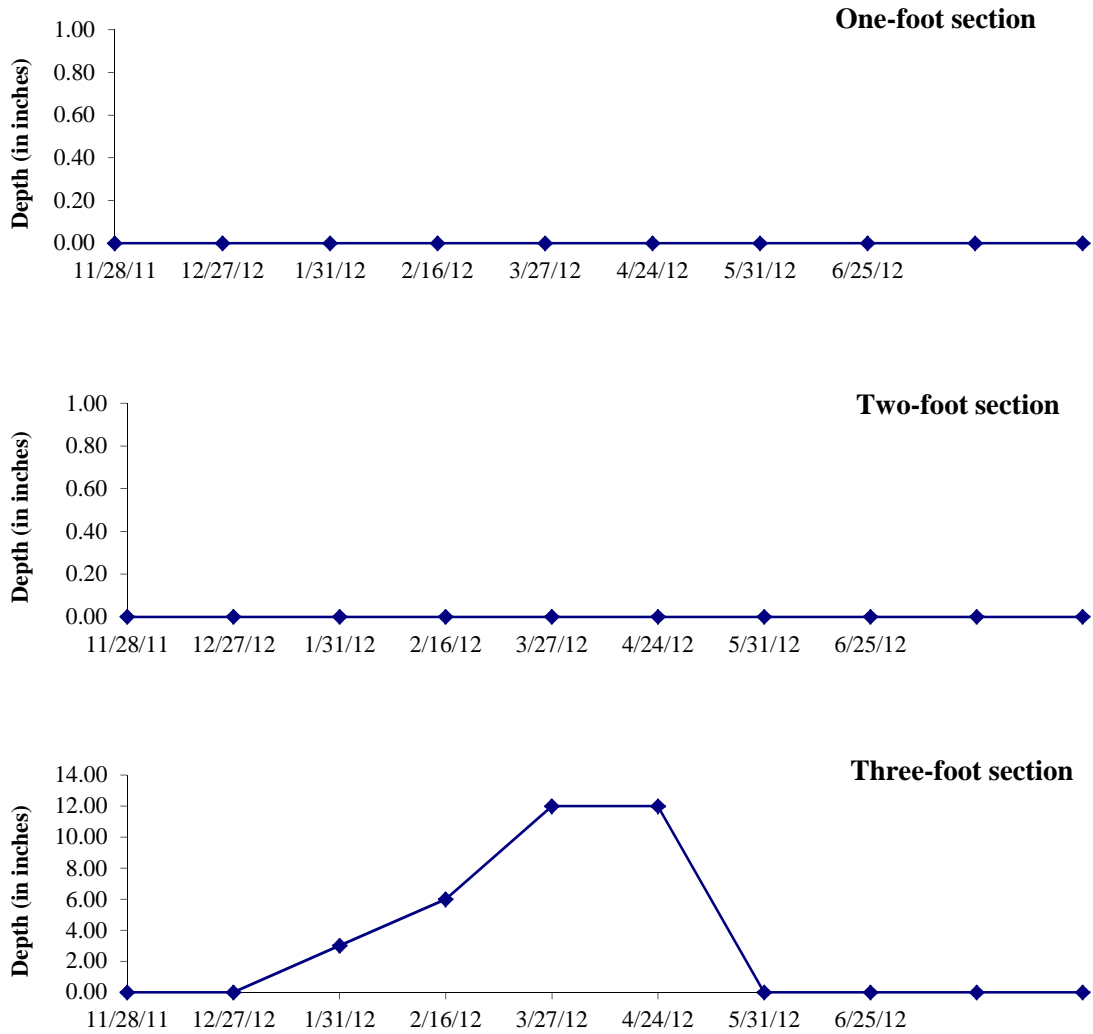 One-foot section
Depth (in inches)
1.00
0.80
0.60
0.40
0.20
0.00
11/28/11 12/27/12 1/31/12 2/16/12 3/27/12 4/24/12 5/31/12 6/25/12
Two-foot section
Depth (in inches)
1.00
0.80
0.60
0.40
0.20
0.00
11/28/11 12/27/12 1/31/12 2/16/12 3/27/12 4/24/12 5/31/12 6/25/12
Three-foot section
Depth (in inches)
14.00
12.00
10.00
8.00
6.00
4.00
2.00
0.00
11/28/11 12/27/12 1/31/12 2/16/12 3/27/12 4/24/12 5/31/12 6/25/12